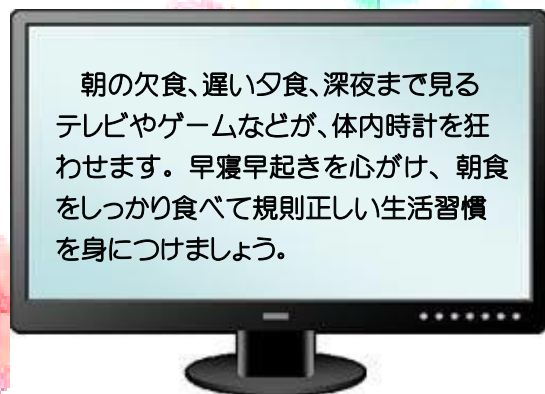 朝の欠食、遅い夕食、深夜まで見る
テレビやゲームなどが、体内時計を狂
わせます。早寝早起きを心がけ、朝食
をしっかり食べて規則正しい生活習慣
を身につけましょう。